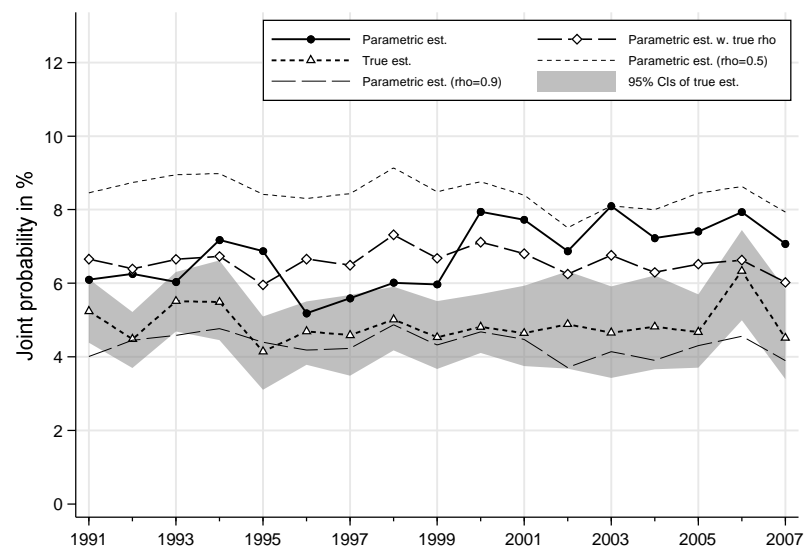 Parametric est.
True est.
Parametric est. (rho=0.9)
Parametric est. w. true rho
Parametric est. (rho=0.5)
95% CIs of true est.
Joint probability in %
12
10
8
6
4
2
0
1991 1993 1995 1997 1999 2001 2003 2005 2007